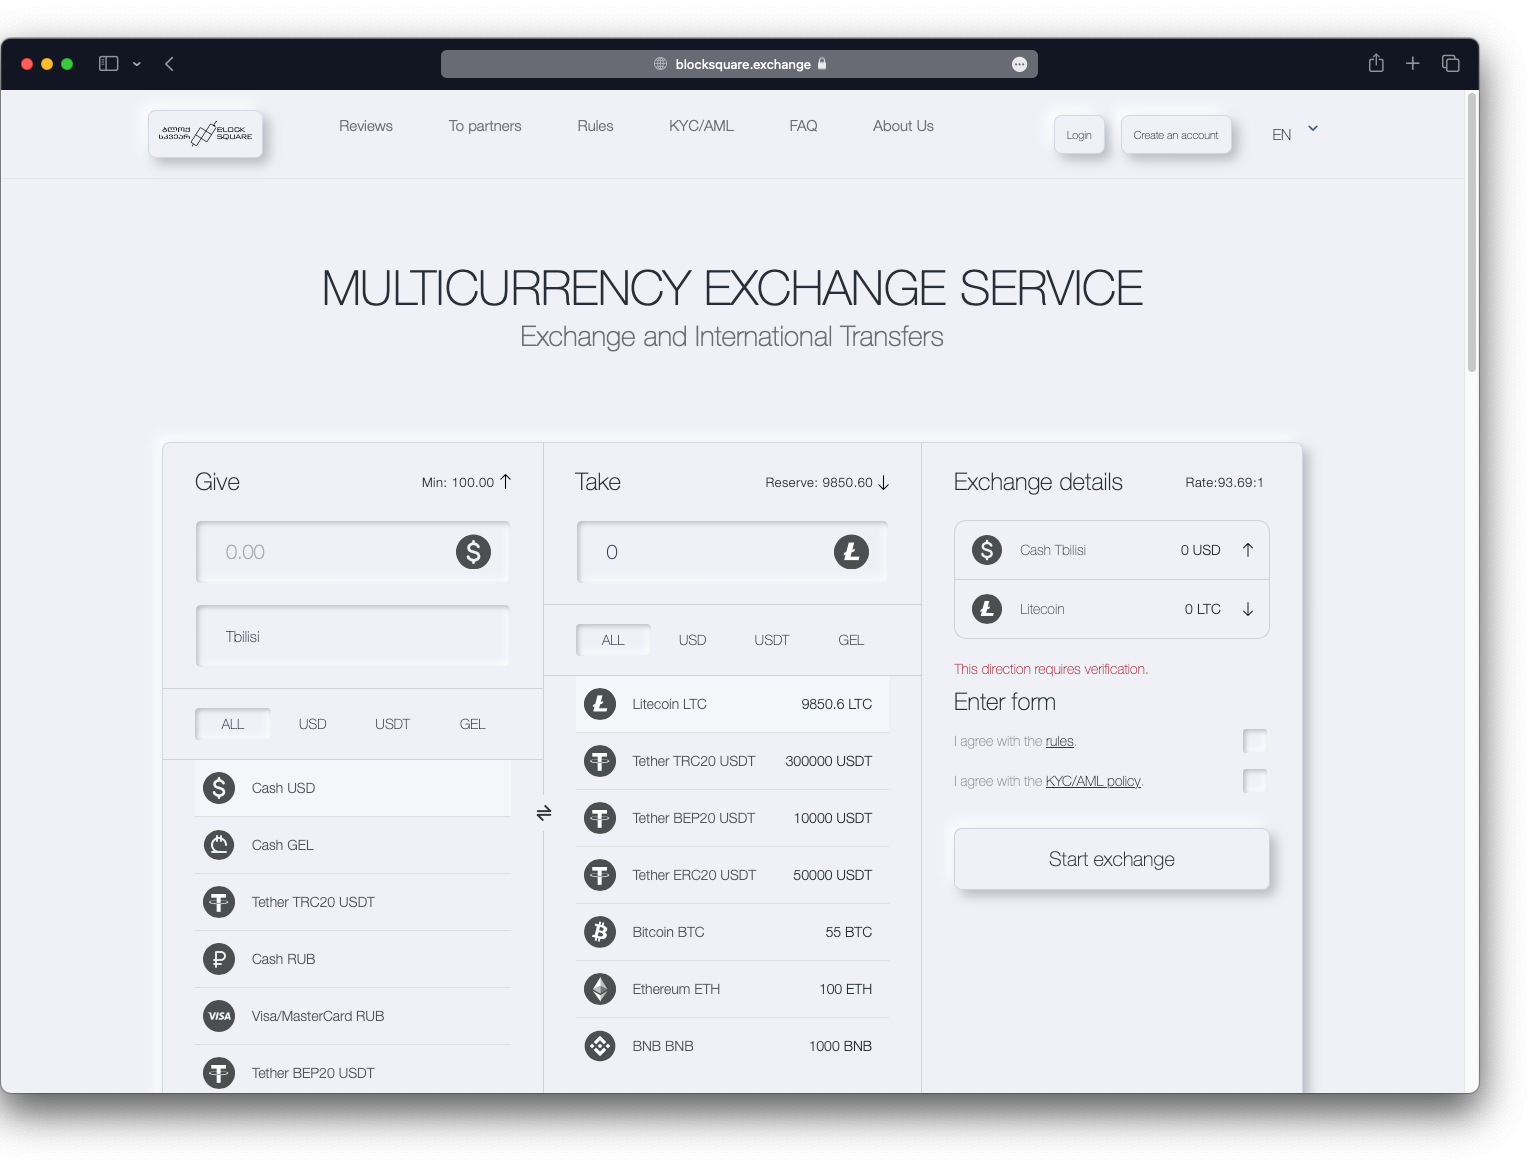 blocksquare.exchange
ბლოკ BLOCK
სკვეარ SQUARE
Reviews
To partners
Rules
KYC/AML
FAQ
About Us
Login
Create an account
EN
MULTICURRENCY EXCHANGE SERVICE
Exchange and International Transfers
Give
Min: 100.00
0.00
Tbilisi
ALL USD USDT GEL
Cash USD
Cash GEL
Tether TRC20 USDT
Cash RUB
VISA Visa/MasterCard RUB
Tether BEP20 USDT
Take
Reserve: 9850.60
0
ALL USD USDT GEL
Litecoin LTC 9850.6 LTC
Tether TRC20 USDT 300000 USDT
Tether BEP20 USDT 10000 USDT
Tether ERC20 USDT 50000 USDT
Bitcoin BTC 55 BTC
Ethereum ETH 100 ETH
BNB BNB 1000 BNB
Exchange details
Rate:93.69:1
Cash Tbilisi 0 USD
Litecoin 0 LTC
This direction requires verification.
Enter form
I agree with the rules.
I agree with the KYC/AML policy.
Start exchange